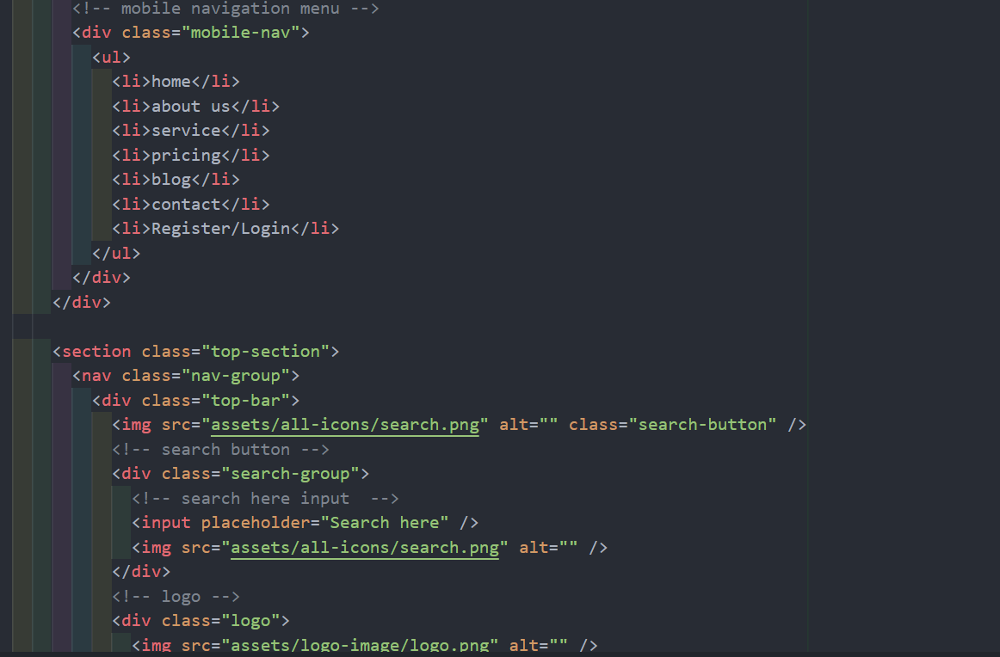 <!-- mobile navigation menu -->
<div class="mobile-nav">
<ul>
<li>home</li>
<li>about us</li>
<li>service</li>
<li>pricing</li>
<li>blog</li>
<li>contact</li>
<li>Register/Login</li>
</ul>
</div>
</div>
<section class="top-section">
<nav class="nav-group">
<div class="top-bar">
<img src="assets/all-icons/search.png" alt="" class="search-button" />
<!-- search button -->
<div class="search-group">
<!-- search here input  -->
<input placeholder="Search here" />
<img src="assets/all-icons/search.png" alt="" />
</div>
<!-- logo -->
<div class="logo">
<img src="assets/logo-image/logo.png" alt="" />